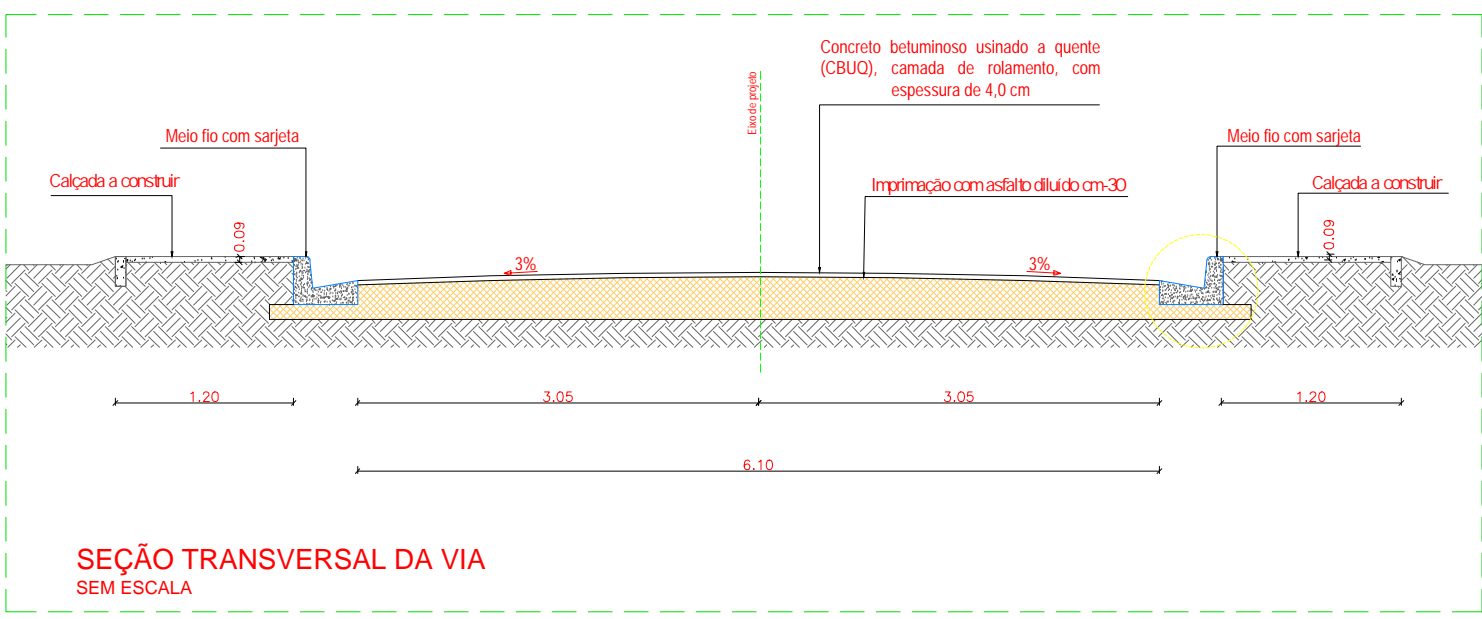 Concreto betuminoso usinado a quente
(CBUQ), camada de rolamento, com
espessura de 4,0 cm
Eixo de projeto
Meio fio com sarjeta
Meio fio com sarjeta
Calçada a construir
Imprimação com asfalto diluído cm-30
Calçada a construir
0.09
0.09
3%
3%
1.20
3.05
3.05
1.20
6.10
SEÇÃO TRANSVERSAL DA VIA
SEM ESCALA